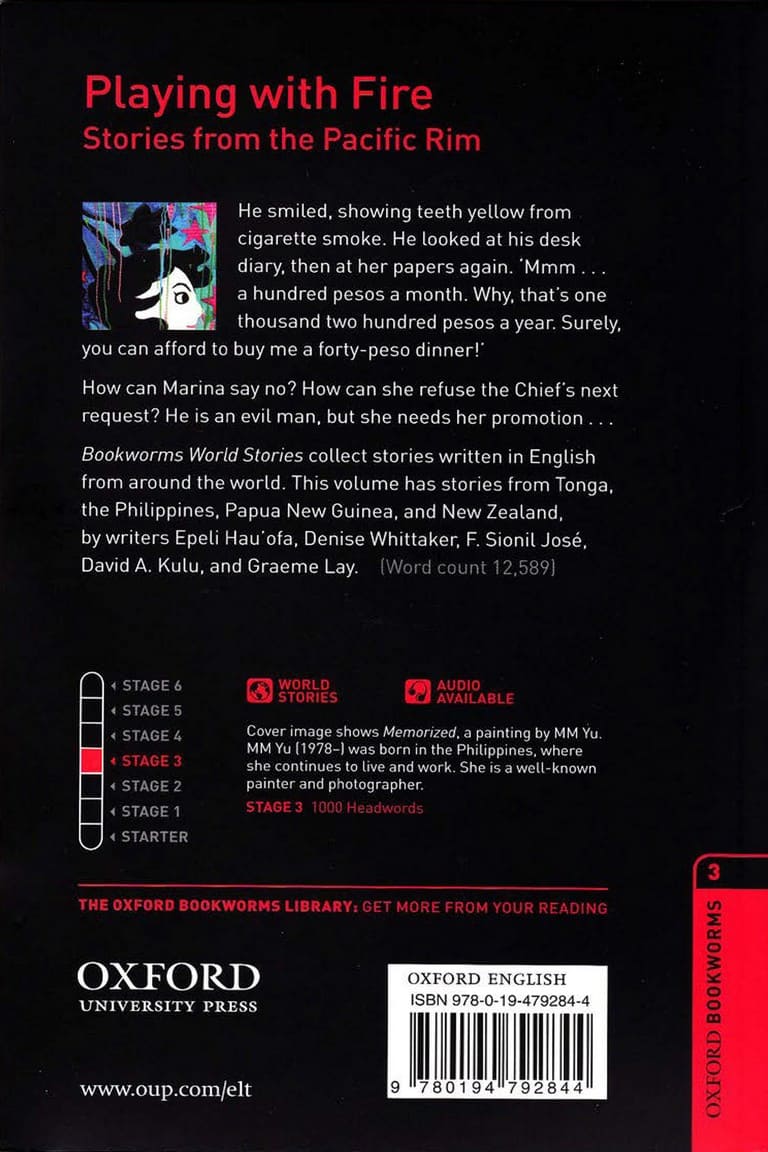 Playing with Fire
Stories from the Pacific Rim
He smiled, showing teeth yellow from
cigarette smoke. He looked at his desk
diary, then at her papers again. 'Mmm . . .
a hundred pesos a month. Why, that's one
thousand two hundred pesos a year. Surely,
you can afford to buy me a forty-peso dinner!'
How can Marina say no? How can she refuse the Chief's next
request? He is an evil man, but she needs her promotion . . .
Bookworms World Stories collect stories written in English
from around the world. This volume has stories from Tonga,
the Philippines, Papua New Guinea, and New Zealand,
by writers Epeli Hau'ofa, Denise Whittaker, F. Sionil José,
David A. Kulu, and Graeme Lay. (Word count 12,589)
STAGE 6
STAGE 5
STAGE 4
STAGE 3
STAGE 2
STAGE 1
STARTER
WORLD
STORIES
AUDIO
AVAILABLE
Cover image shows Memorized, a painting by MM Yu.
MM Yu (1978–) was born in the Philippines, where
she continues to live and work. She is a well-known
painter and photographer.
STAGE 3 1000 Headwords
THE OXFORD BOOKWORMS LIBRARY: GET MORE FROM YOUR READING
OXFORD
UNIVERSITY PRESS
www.oup.com/elt
OXFORD ENGLISH
ISBN 978-0-19-479284-4
9 780194 792844
3
OXFORD BOOKWORMS